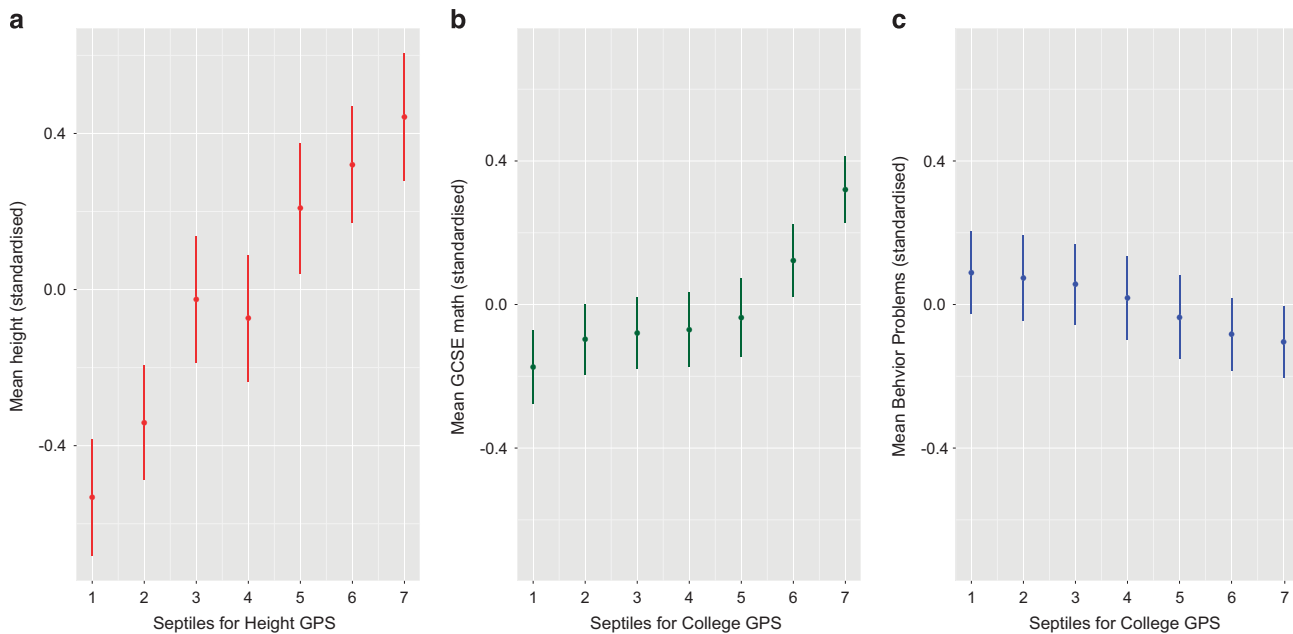 a
Mean height (standardised)
0.4
0.0
-0.4
1 2 3 4 5 6 7
Septiles for Height GPS
b
Mean GCSE math (standardised)
0.4
0.0
-0.4
1 2 3 4 5 6 7
Septiles for College GPS
c
Mean Behvior Problems (standardised)
0.4
0.0
-0.4
1 2 3 4 5 6 7
Septiles for College GPS